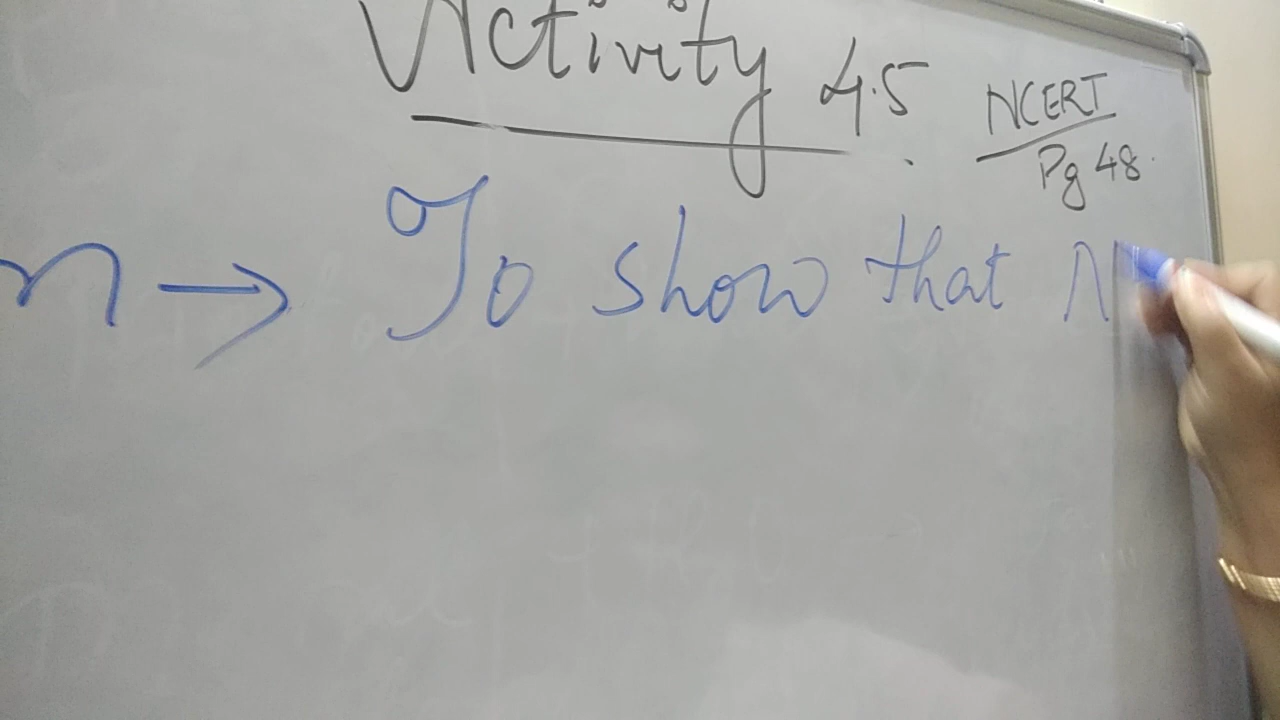 Activity 4.5
NCERT
Pg 48.
m → To show that